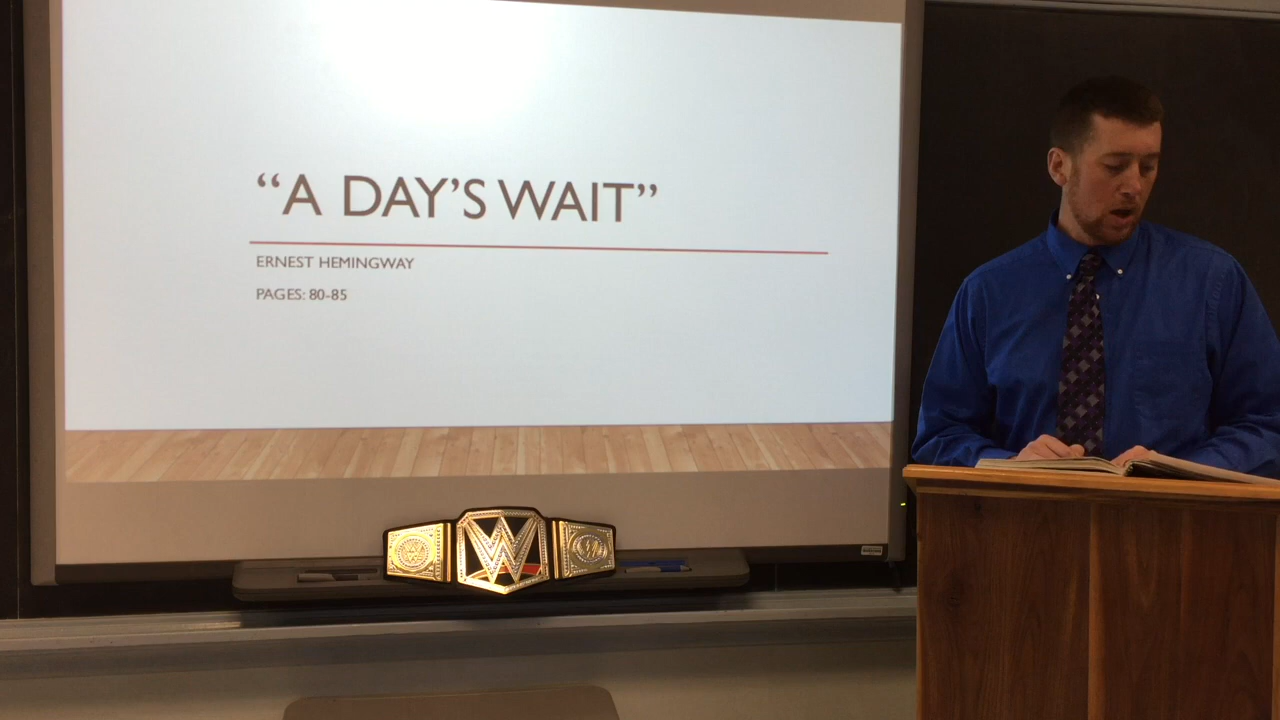 “A DAY’S WAIT”
ERNEST HEMINGWAY
PAGES: 80-85
W